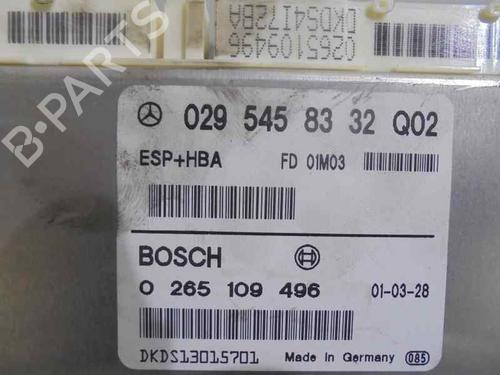 0265109496
DKDS4I72BA
029 545 83 32 Q02
ESP+HBA FD 01M03
BOSCH
0 265 109 496 01-03-28
DKDS13015701 Made in Germany 085
B-PARTS